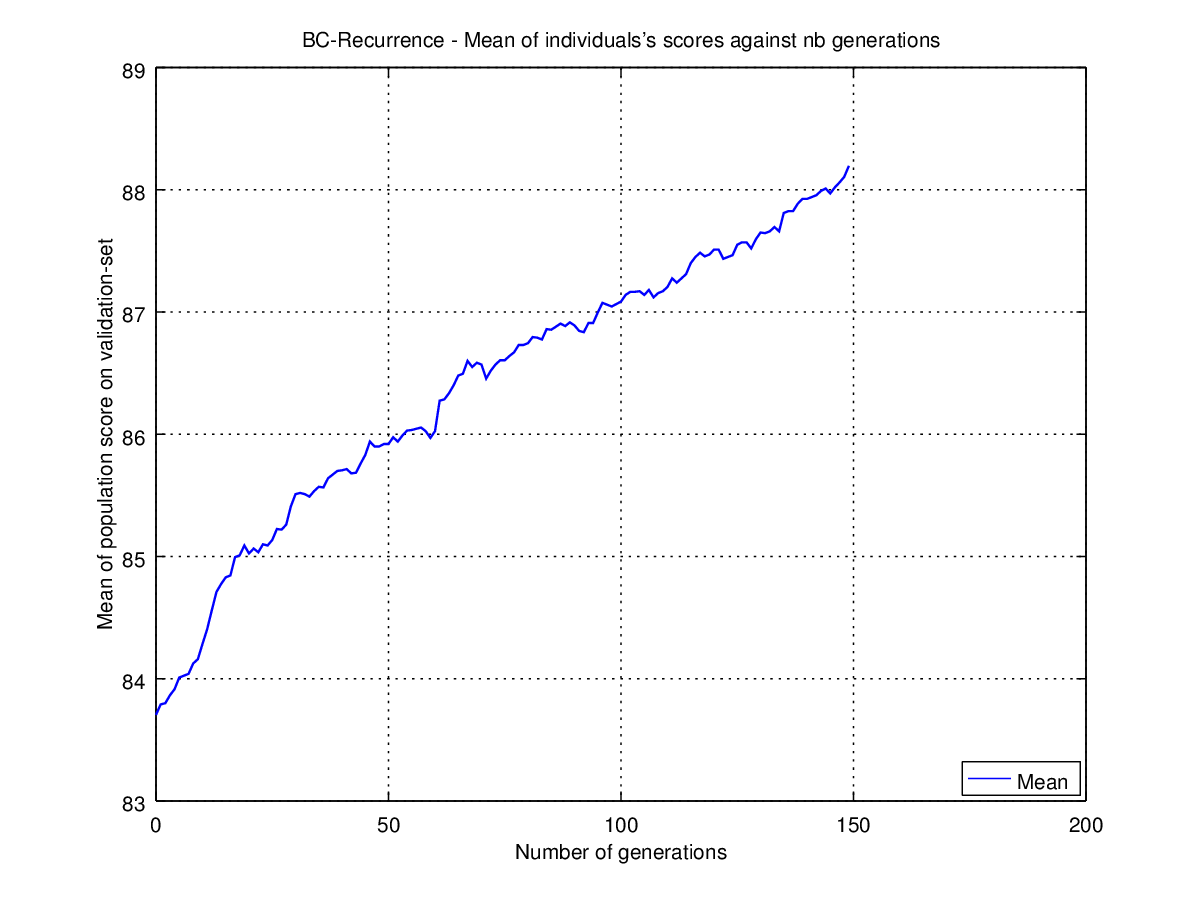 BC-Recurrence - Mean of individuals's scores against nb generations
89
88
87
86
85
84
83
Mean of population score on validation-set
0 50 100 150 200
Number of generations
Mean